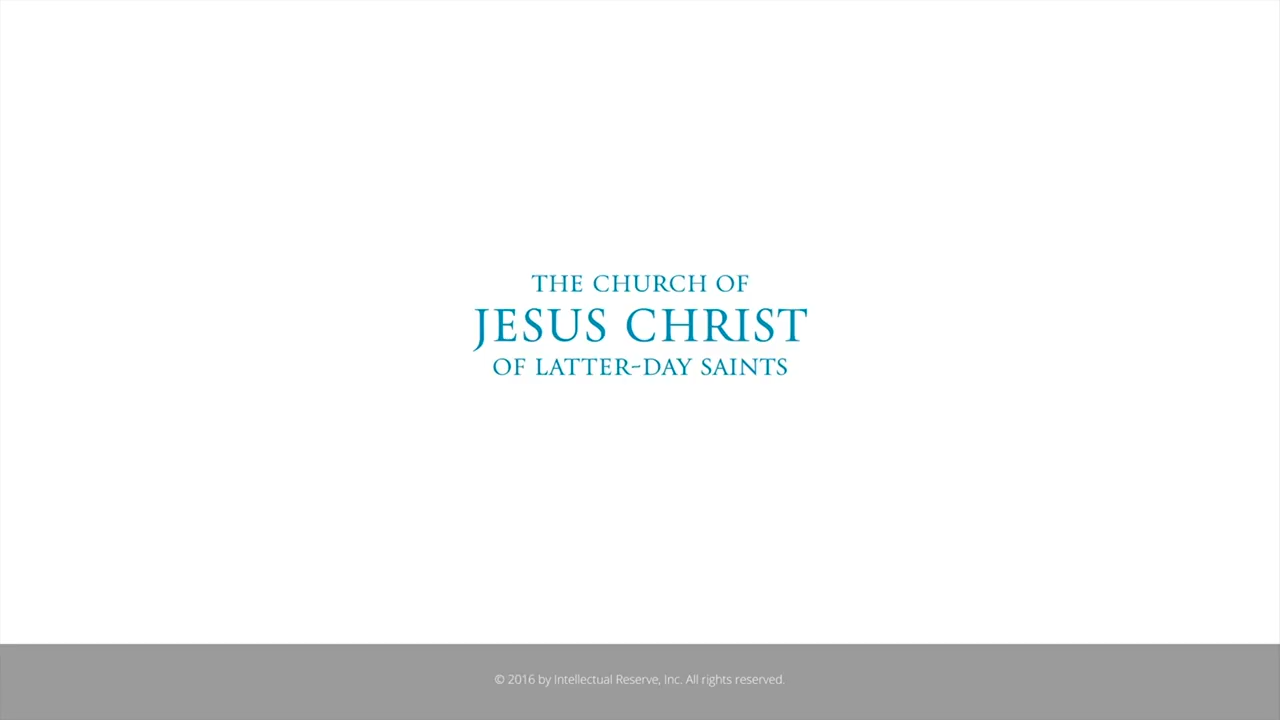 THE CHURCH OF
JESUS CHRIST
OF LATTER-DAY SAINTS
© 2016 by Intellectual Reserve, Inc. All rights reserved.